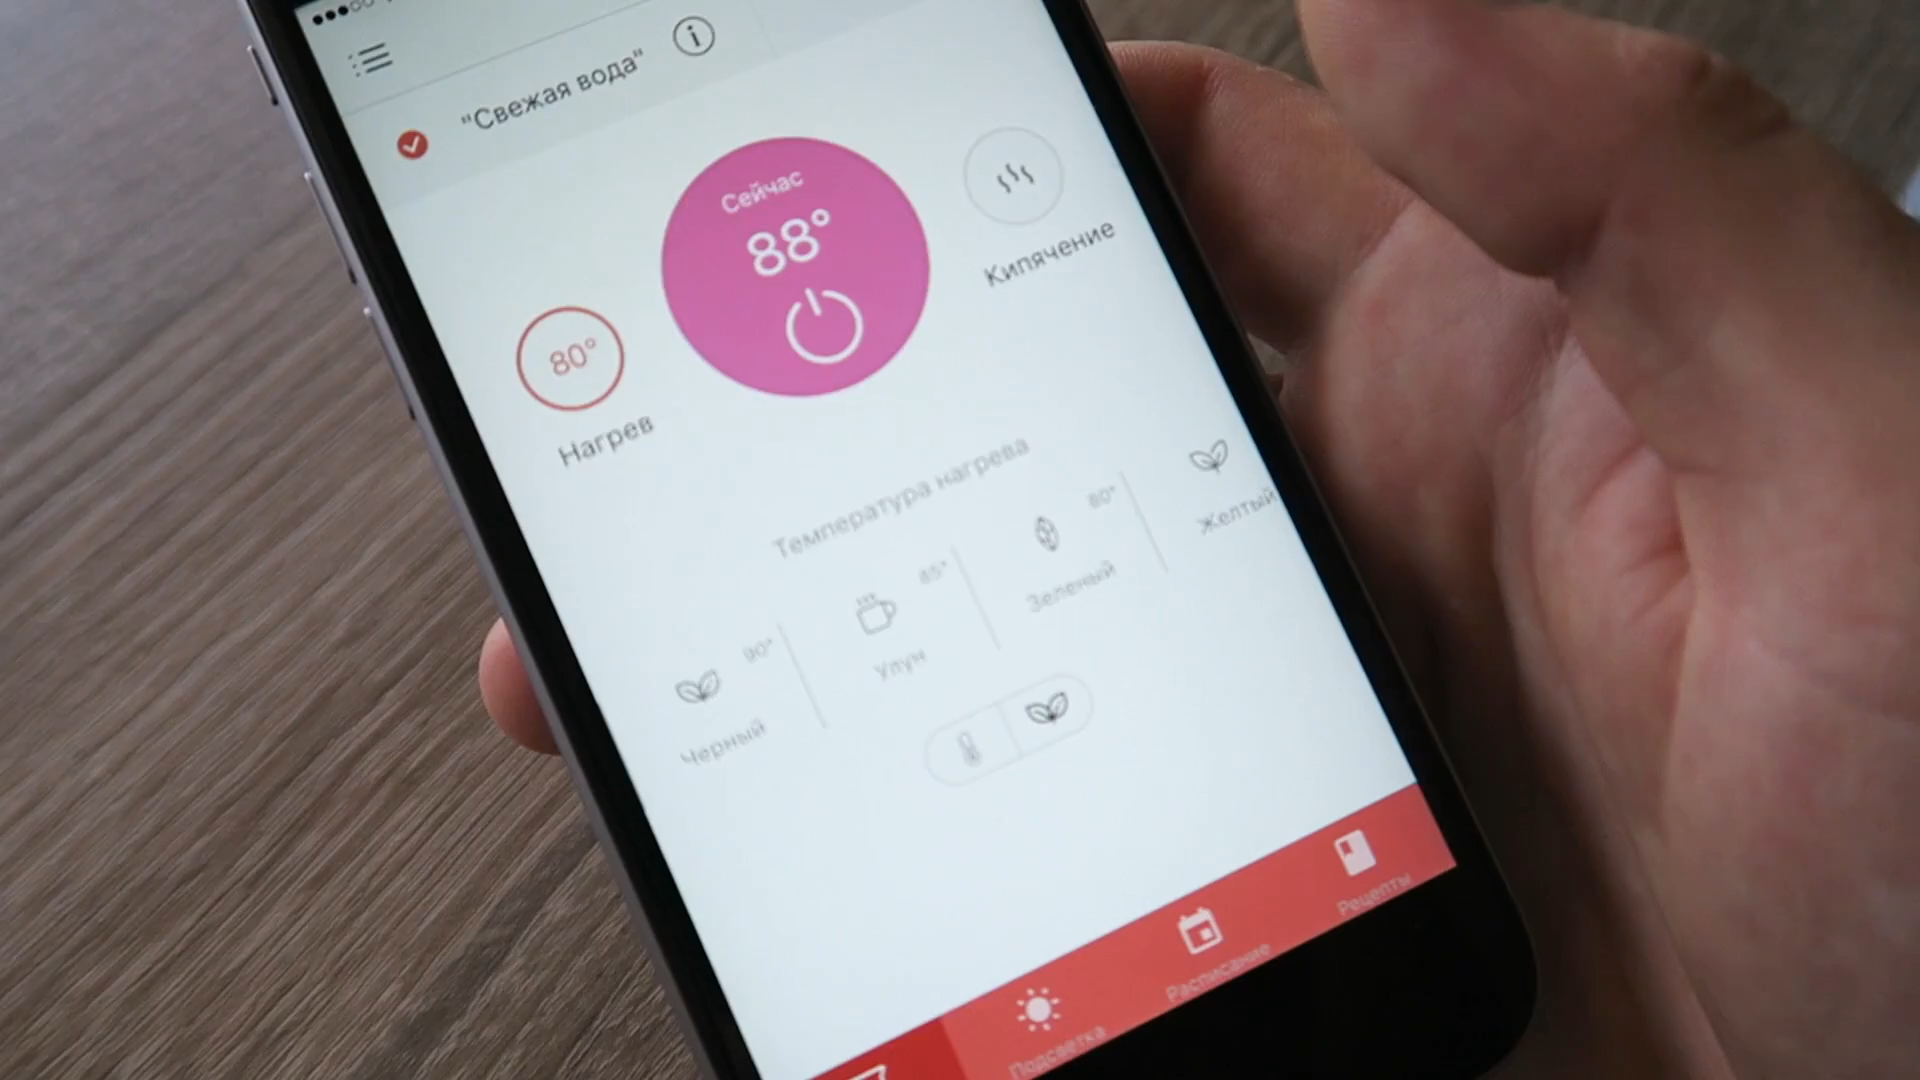 "Свежая вода"
Сейчас
88°
Кипячение
80°
Нагрев
Температура нагрева
90°
Черный
85°
Улун
80°
Зеленый
Желтый
Подсветка
Расписание
Рецепты